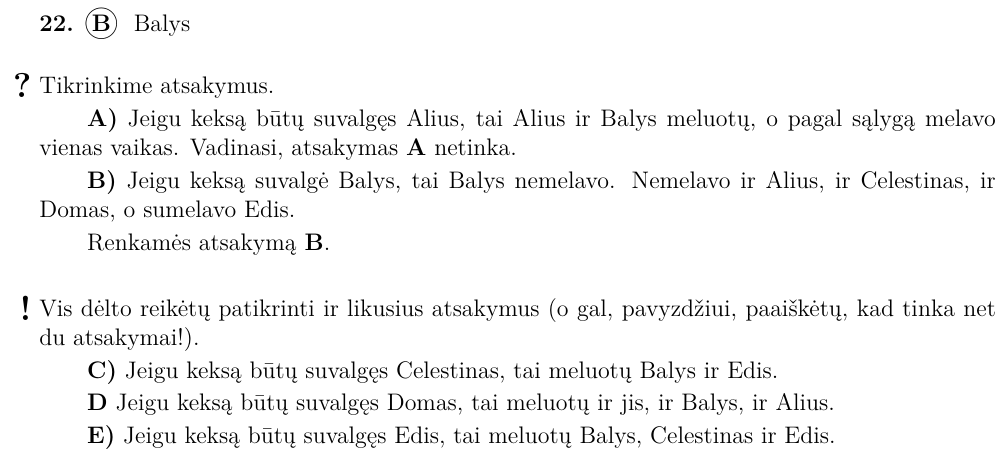 22. B Balys
? Tikrinkime atsakymus.
A) Jeigu keksą būtų suvalgęs Alius, tai Alius ir Balys meluotų, o pagal sąlygą melavo
vienas vaikas. Vadinasi, atsakymas A netinka.
B) Jeigu keksą suvalgė Balys, tai Balys nemelavo. Nemelavo ir Alius, ir Celestinas, ir
Domas, o sumelavo Edis.
Renkamės atsakymą B.
! Vis dėlto reikėtų patikrinti ir likusius atsakymus (o gal, pavyzdžiui, paaiškėtų, kad tinka net
du atsakymai!).
C) Jeigu keksą būtų suvalgęs Celestinas, tai meluotų Balys ir Edis.
D Jeigu keksą būtų suvalgęs Domas, tai meluotų ir jis, ir Balys, ir Alius.
E) Jeigu keksą būtų suvalgęs Edis, tai meluotų Balys, Celestinas ir Edis.